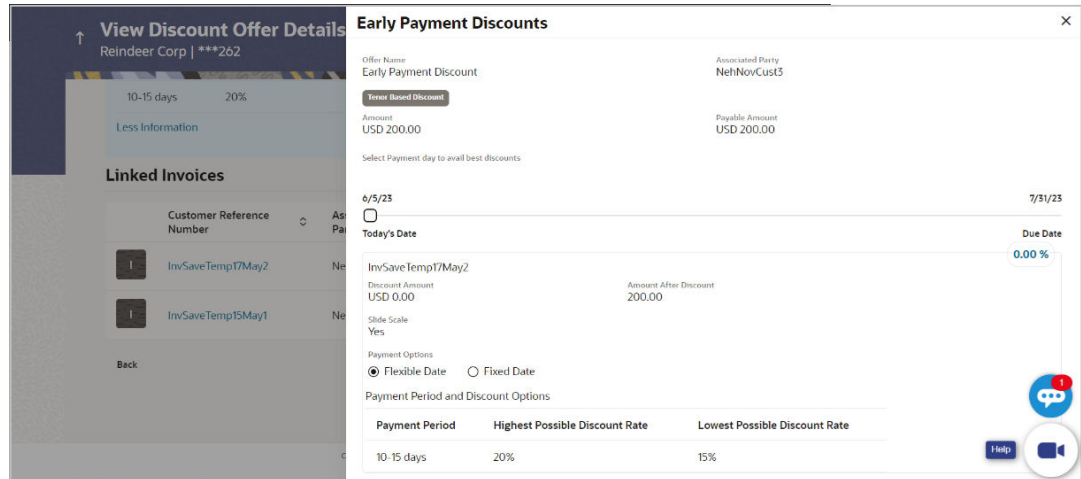 View Discount Offer Details
Reindeer Corp | ***262
10-15 days 20%
Less Information
Linked Invoices
Customer Reference
Number
InvSaveTemp17May2 Ne
InvSaveTemp15May1 Ne
Back
Early Payment Discounts
Offer Name Associated Party
Early Payment Discount NehNovCust3
Tenor Based Discount
Amount Payable Amount
USD 200.00 USD 200.00
Select Payment day to avail best discounts
6/5/23 7/31/23
Today's Date Due Date
0.00 %
InvSaveTemp17May2
Discount Amount Amount After Discount
USD 0.00 200.00
Slide Scale
Yes
Payment Options
Flexible Date Fixed Date
Payment Period and Discount Options
Payment Period Highest Possible Discount Rate Lowest Possible Discount Rate
10-15 days 20% 15%
1
Help